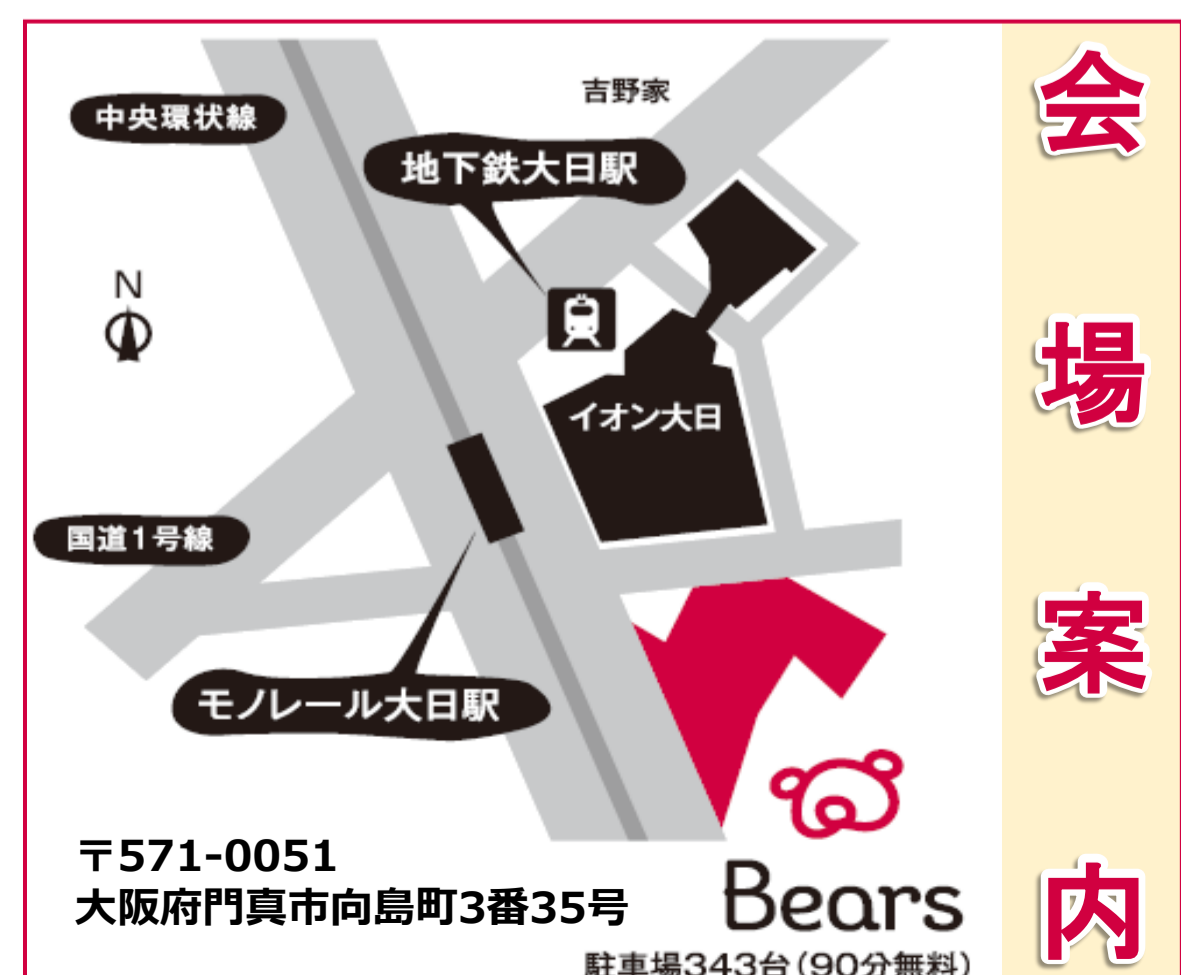 会場案内
吉野家
中央環状線
地下鉄大日駅
N
イオン大日
国道1号線
モノレール大日駅
〒571-0051
大阪府門真市向島町3番35号
Bears
駐車場343台(90分無料)